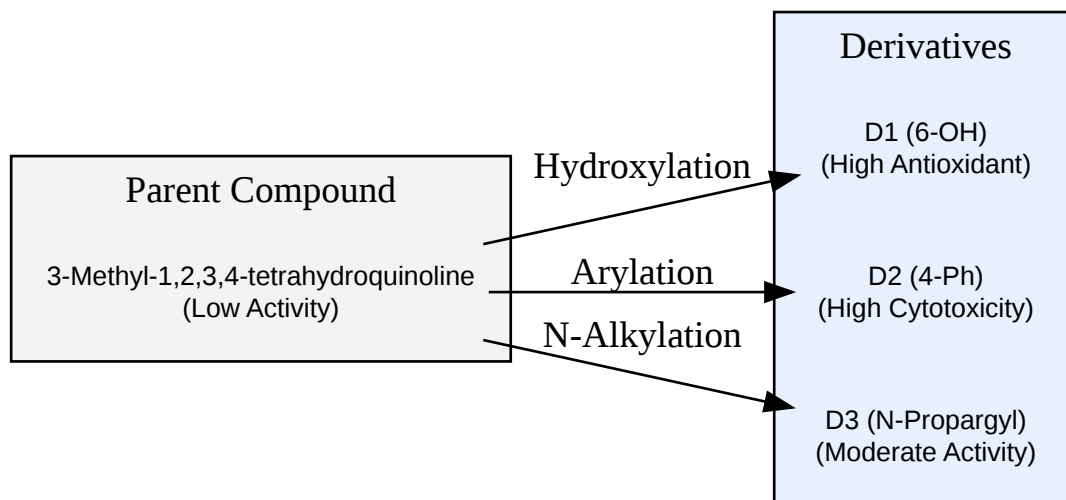 Parent Compound
3-Methyl-1,2,3,4-tetrahydroquinoline
(Low Activity)
Hydroxylation
Arylation
N-Alkylation
Derivatives
D1 (6-OH)
(High Antioxidant)
D2 (4-Ph)
(High Cytotoxicity)
D3 (N-Propargyl)
(Moderate Activity)